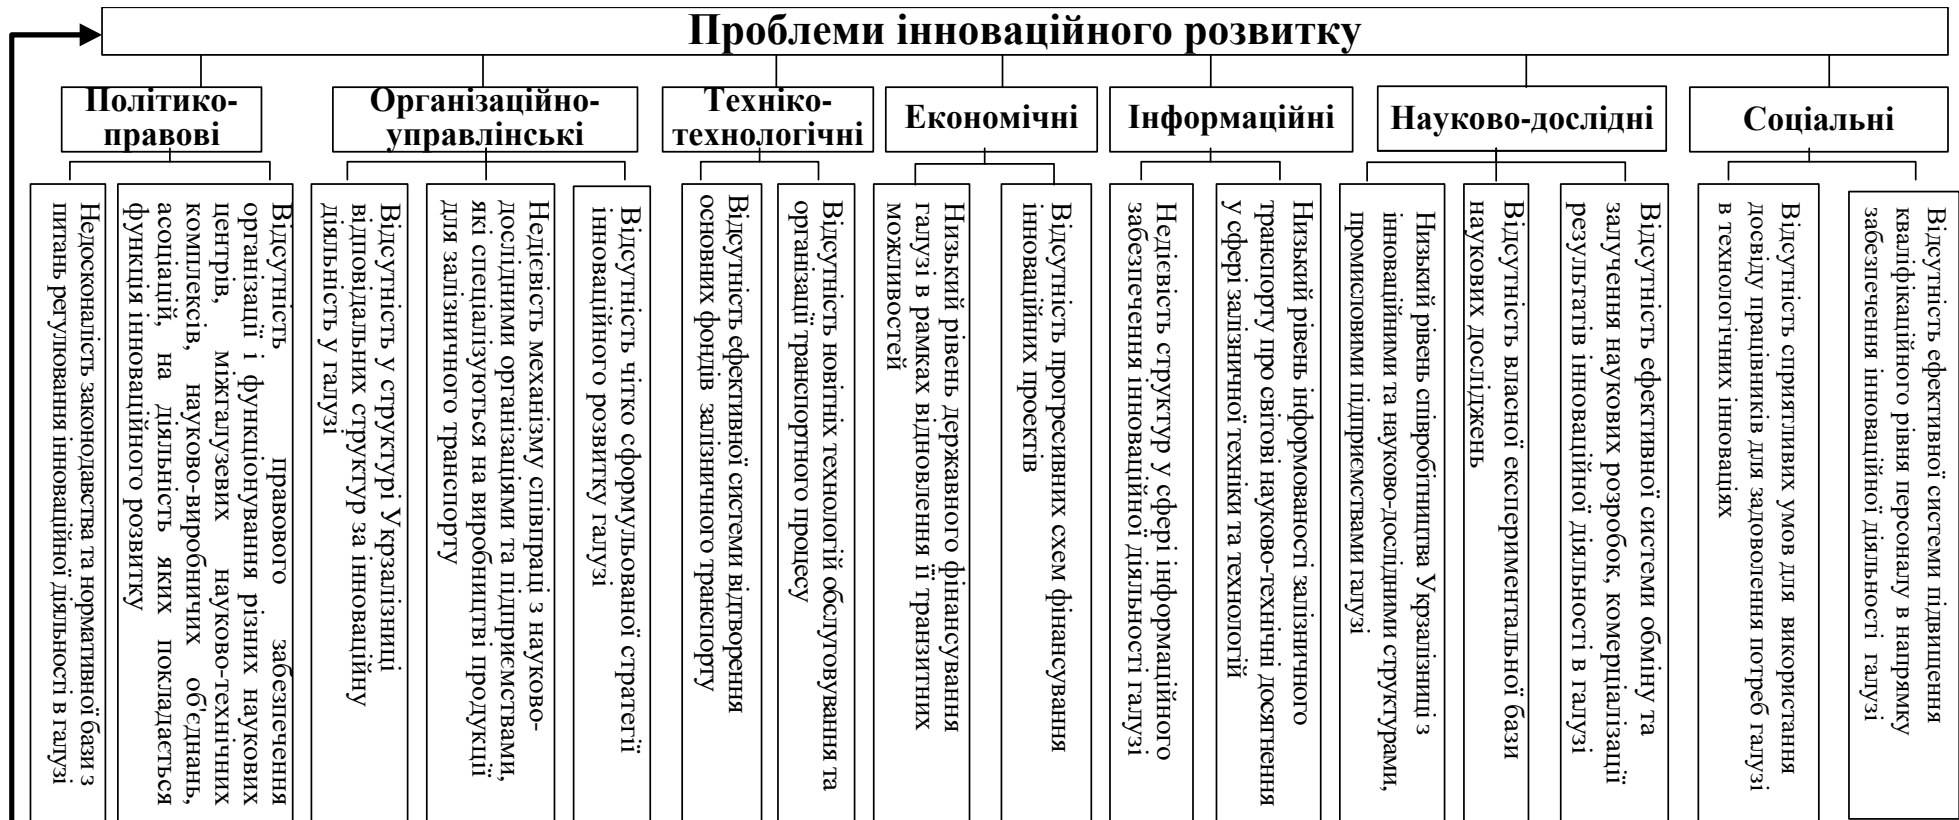 Проблеми інноваційного розвитку
Політико-
правові
Організаційно-
управлінські
Техніко-
технологічні
Економічні
Інформаційні
Науково-дослідні
Соціальні
Недосконалість законодавства та нормативної бази з
питань регулювання інноваційної діяльності в галузі
Відсутність правового забезпечення
організації і функціонування різних наукових
центрів, міжгалузевих науково-технічних
комплексів, науково-виробничих об'єднань,
асоціацій, на діяльність яких покладається
функція інноваційного розвитку
Відсутність у структурі Укрзалізниці
відповідальних структур за інноваційну
діяльність у галузі
Недієвість механізму співпраці з науково-
дослідними організаціями та підприємствами,
які спеціалізуються на виробництві продукції
для залізничного транспорту
Відсутність чітко сформульованої стратегії
інноваційного розвитку галузі
Відсутність ефективної системи відтворення
основних фондів залізничного транспорту
Відсутність новітніх технологій обслуговування та
організації транспортного процесу
Низький рівень державного фінансування
галузі в рамках відновлення її транзитних
можливостей
Відсутність прогресивних схем фінансування
інноваційних проектів
Недієвість структур у сфері інформаційного
забезпечення інноваційної діяльності галузі
Низький рівень інформованості залізничного
транспорту про світові науково-технічні досягнення
у сфері залізничної техніки та технологій
Низький рівень співробітництва Укрзалізниці з
інноваційними та науково-дослідними структурами,
промисловими підприємствами галузі
Відсутність власної експериментальної бази
наукових досліджень
Відсутність ефективної системи обміну та
залучення наукових розробок, комерціалізації
результатів інноваційної діяльності в галузі
Відсутність сприятливих умов для використання
досвіду працівників для задоволення потреб галузі
в технологічних інноваціях
Відсутність ефективної системи підвищення
кваліфікаційного рівня персоналу в напрямку
забезпечення інноваційної діяльності галузі